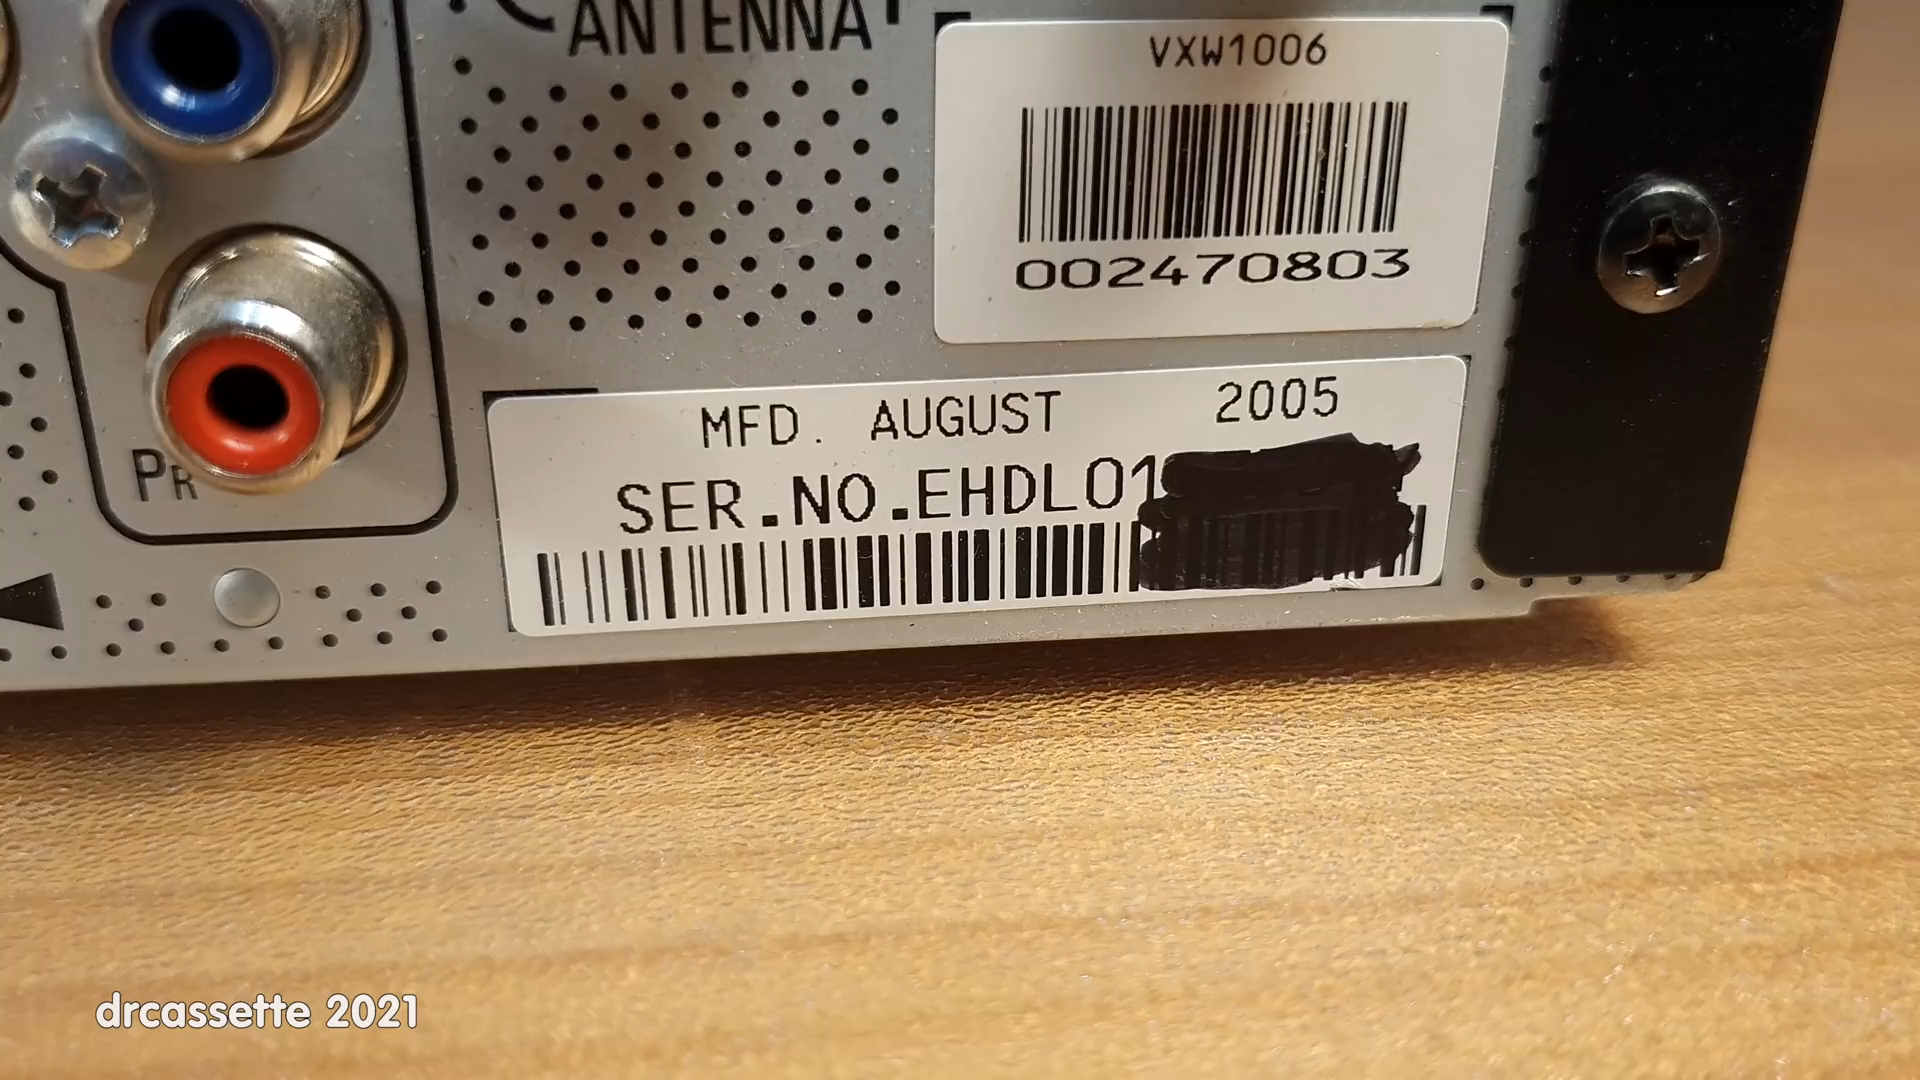 ANTENNA
VXW1006
002470803
MFD. AUGUST 2005
SER.NO.EHDL01
PR
drcassette 2021